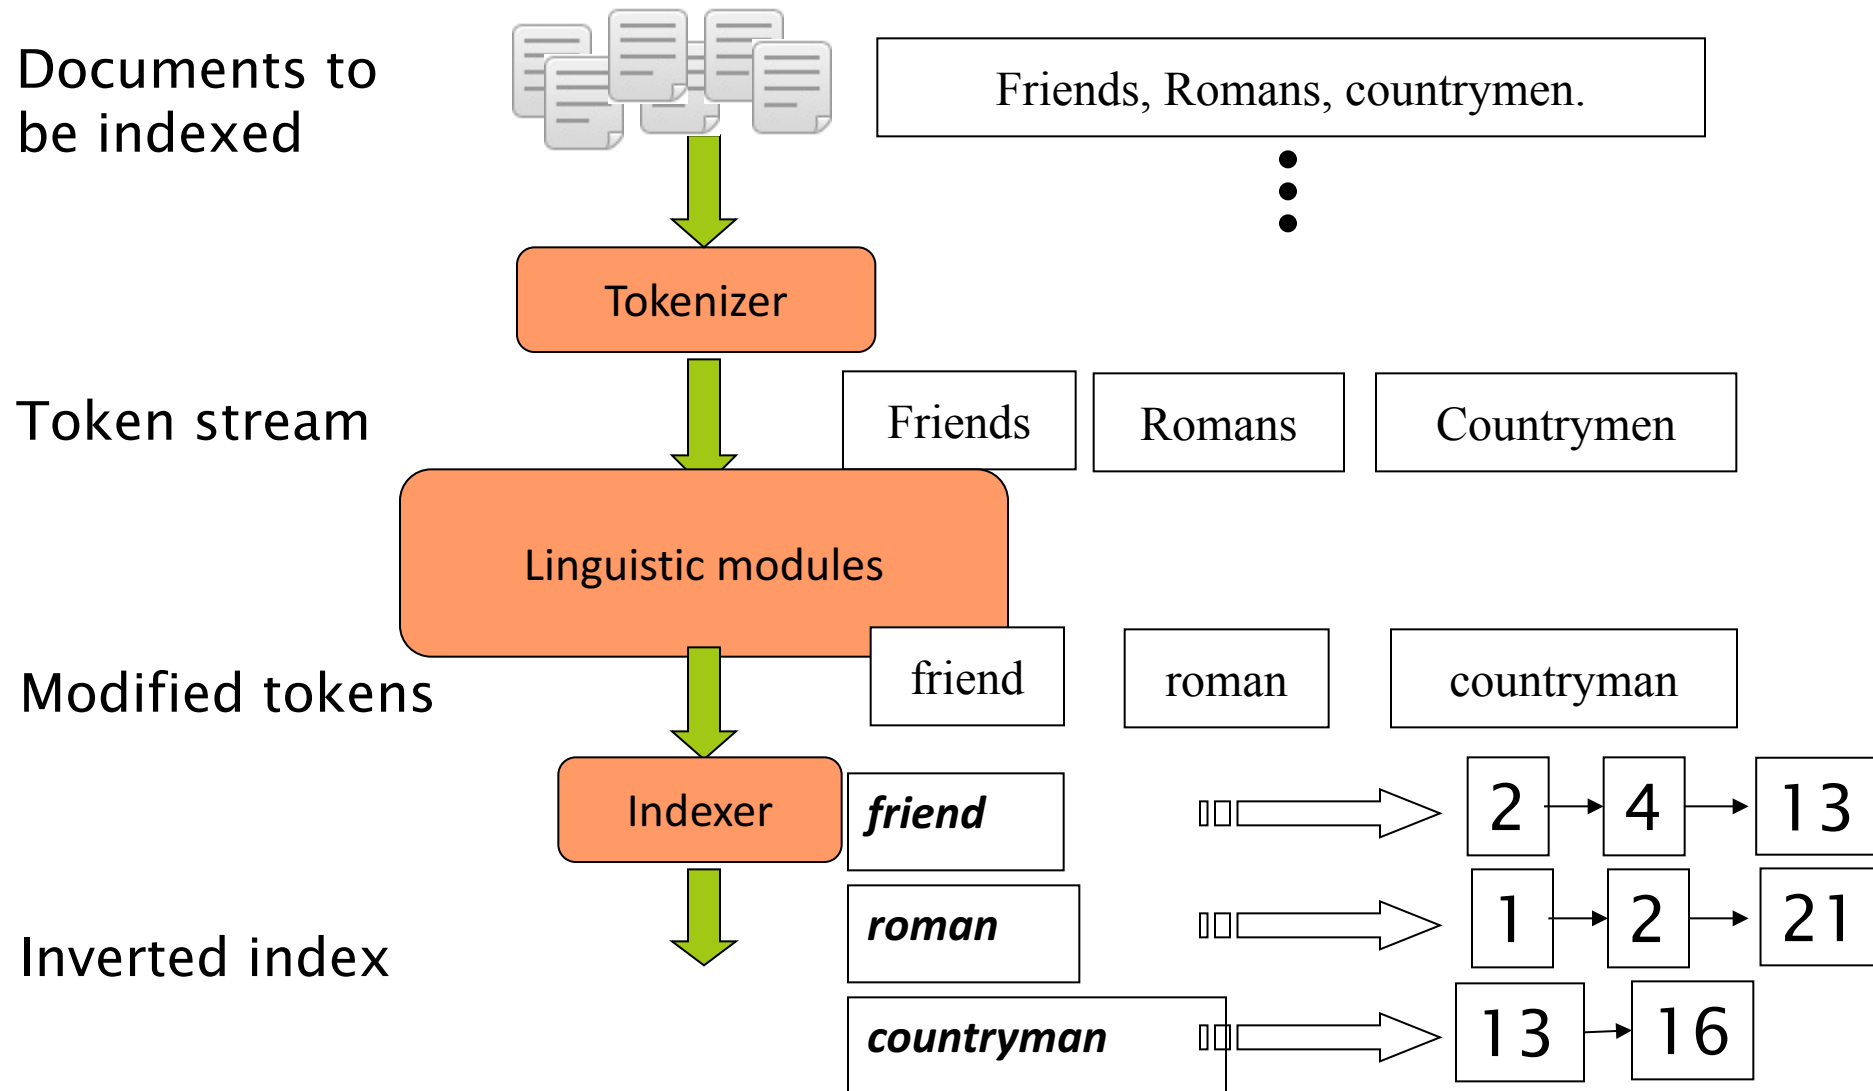 Documents to
be indexed
Friends, Romans, countrymen.
Tokenizer
Token stream
Friends
Romans
Countrymen
Linguistic modules
Modified tokens
friend
roman
countryman
Indexer
Inverted index
friend
2
4
13
roman
1
2
21
countryman
13
16